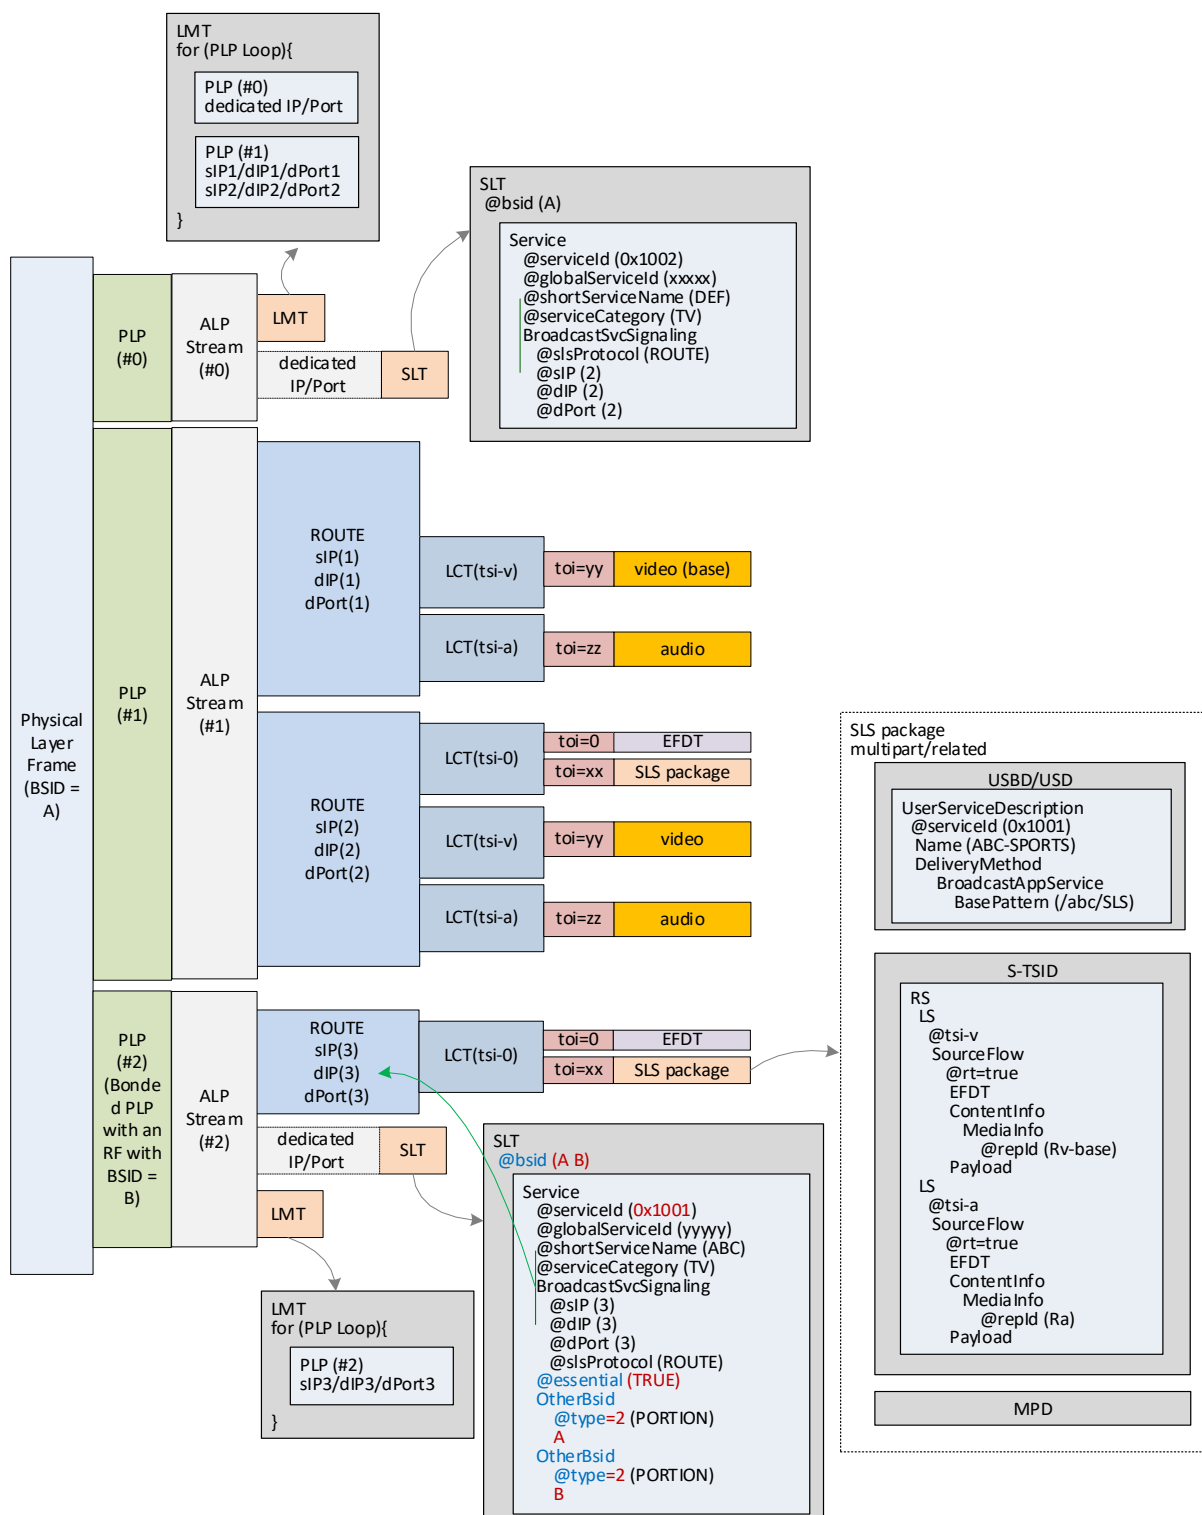 LMT
for (PLP Loop){
PLP (#0)
dedicated IP/Port
PLP (#1)
sIP1/dIP1/dPort1
sIP2/dIP2/dPort2
}
SLT
@bsid (A)
Service
@serviceId (0x1002)
@globalServiceId (xxxxx)
@shortServiceName (DEF)
@serviceCategory (TV)
BroadcastSvcSignaling
@slsProtocol (ROUTE)
@sIP (2)
@dIP (2)
@dPort (2)
Physical
Layer
Frame
(BSID =
A)
PLP
(#0)
ALP
Stream
(#0)
LMT
dedicated
IP/Port
SLT
PLP
(#1)
ALP
Stream
(#1)
ROUTE
sIP(1)
dIP(1)
dPort(1)
LCT(tsi-v)
toi=yy
video (base)
LCT(tsi-a)
toi=zz
audio
ROUTE
sIP(2)
dIP(2)
dPort(2)
LCT(tsi-0)
toi=0
EFDT
toi=xx
SLS package
LCT(tsi-v)
toi=yy
video
LCT(tsi-a)
toi=zz
audio
PLP
(#2)
(Bonde
d PLP
with an
RF with
BSID =
B)
ALP
Stream
(#2)
ROUTE
sIP(3)
dIP(3)
dPort(3)
LCT(tsi-0)
toi=0
EFDT
toi=xx
SLS package
dedicated
IP/Port
SLT
LMT
LMT
for (PLP Loop){
PLP (#2)
sIP3/dIP3/dPort3
}
SLT
@bsid (A B)
Service
@serviceId (0x1001)
@globalServiceId (yyyyy)
@shortServiceName (ABC)
@serviceCategory (TV)
BroadcastSvcSignaling
@sIP (3)
@dIP (3)
@dPort (3)
@slsProtocol (ROUTE)
@essential (TRUE)
OtherBsid
@type=2 (PORTION)
A
OtherBsid
@type=2 (PORTION)
B
SLS package
multipart/related
USBD/USD
UserServiceDescription
@serviceId (0x1001)
Name (ABC-SPORTS)
DeliveryMethod
BroadcastAppService
BasePattern (/abc/SLS)
S-TSID
RS
LS
@tsi-v
SourceFlow
@rt=true
EFDT
ContentInfo
MediaInfo
@repId (Rv-base)
Payload
LS
@tsi-a
SourceFlow
@rt=true
EFDT
ContentInfo
MediaInfo
@repId (Ra)
Payload
MPD